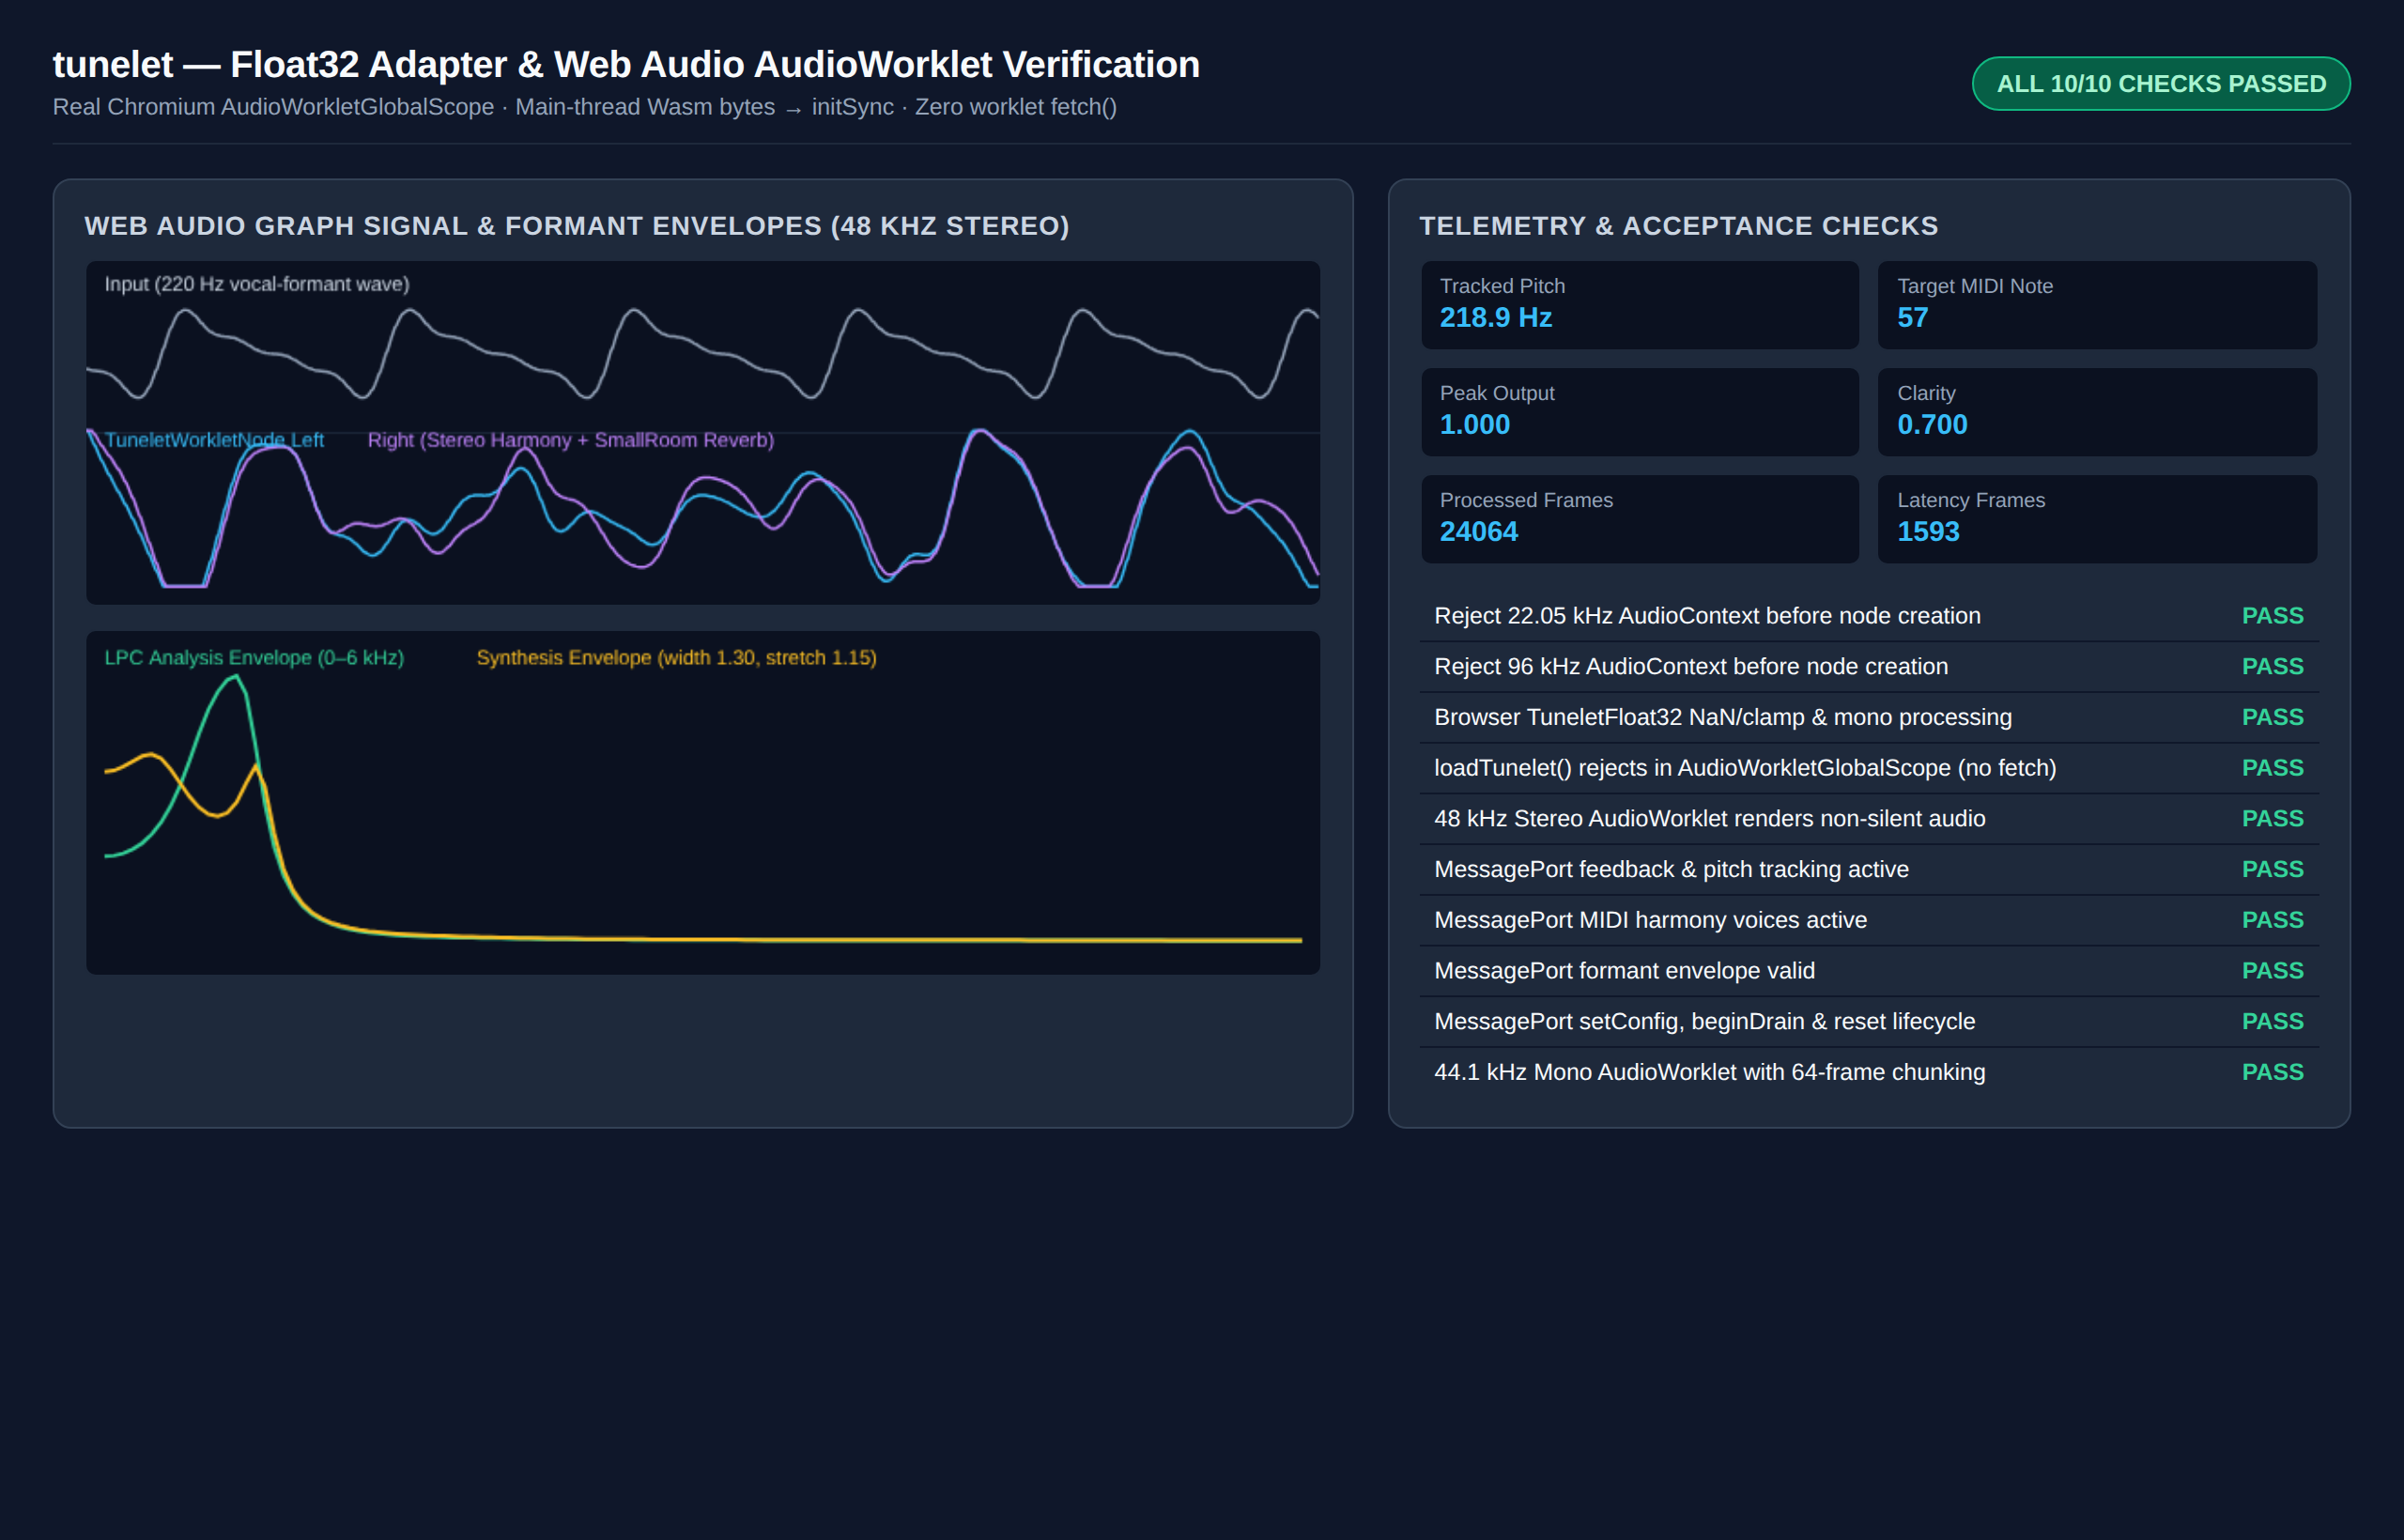 tunelet — Float32 Adapter & Web Audio AudioWorklet Verification
Real Chromium AudioWorkletGlobalScope · Main-thread Wasm bytes → initSync · Zero worklet fetch()
ALL 10/10 CHECKS PASSED
WEB AUDIO GRAPH SIGNAL & FORMANT ENVELOPES (48 KHZ STEREO)
Input (220 Hz vocal-formant wave)
TuneletWorkletNode Left
Right (Stereo Harmony + SmallRoom Reverb)
LPC Analysis Envelope (0–6 kHz)
Synthesis Envelope (width 1.30, stretch 1.15)
TELEMETRY & ACCEPTANCE CHECKS
Tracked Pitch
218.9 Hz
Target MIDI Note
57
Peak Output
1.000
Clarity
0.700
Processed Frames
24064
Latency Frames
1593
Reject 22.05 kHz AudioContext before node creation PASS
Reject 96 kHz AudioContext before node creation PASS
Browser TuneletFloat32 NaN/clamp & mono processing PASS
loadTunelet() rejects in AudioWorkletGlobalScope (no fetch) PASS
48 kHz Stereo AudioWorklet renders non-silent audio PASS
MessagePort feedback & pitch tracking active PASS
MessagePort MIDI harmony voices active PASS
MessagePort formant envelope valid PASS
MessagePort setConfig, beginDrain & reset lifecycle PASS
44.1 kHz Mono AudioWorklet with 64-frame chunking PASS